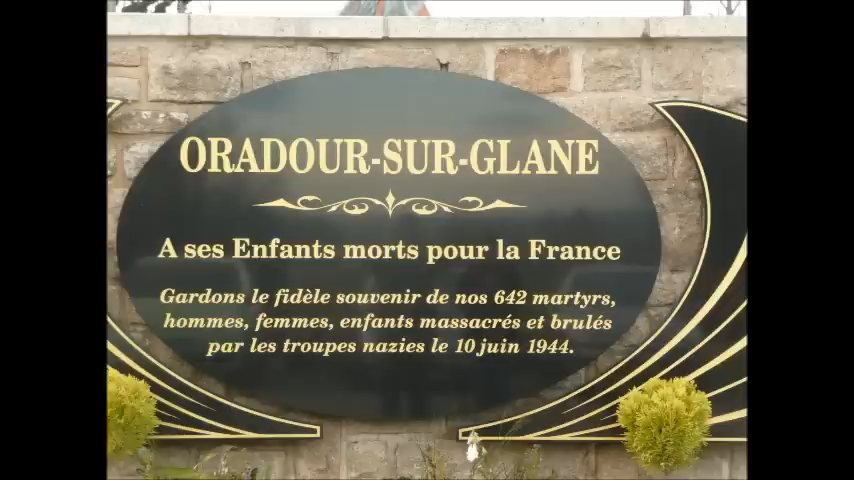 ORADOUR-SUR-GLANE
A ses Enfants morts pour la France
Gardons le fidèle souvenir de nos 642 martyrs,
hommes, femmes, enfants massacrés et brulés
par les troupes nazies le 10 juin 1944.